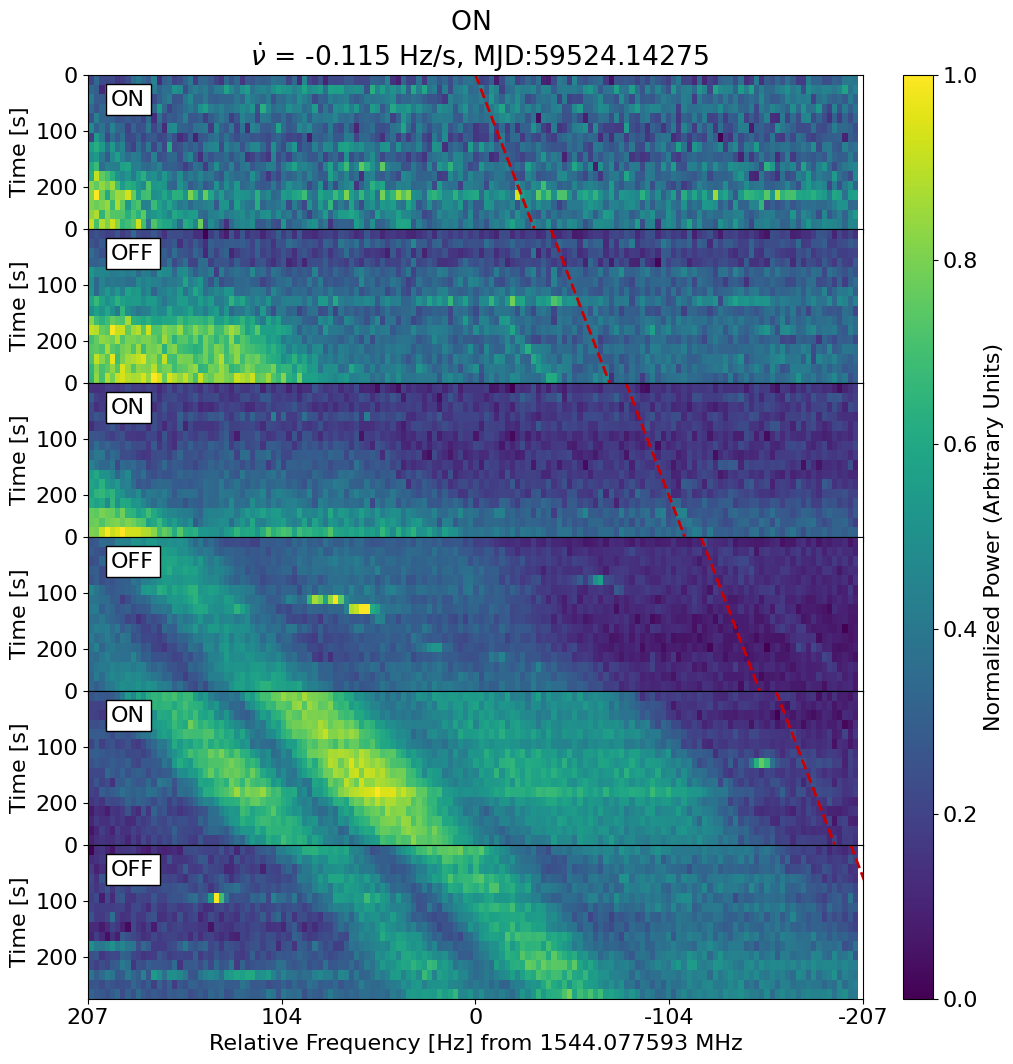 ON
ν̇ = -0.115 Hz/s, MJD:59524.14275
0
100
200
Time [s]
ON
0
100
200
Time [s]
OFF
0
100
200
Time [s]
ON
0
100
200
Time [s]
OFF
0
100
200
Time [s]
ON
0
100
200
Time [s]
OFF
207 104 0 -104 -207
Relative Frequency [Hz] from 1544.077593 MHz
1.0
0.8
0.6
0.4
0.2
0.0
Normalized Power (Arbitrary Units)